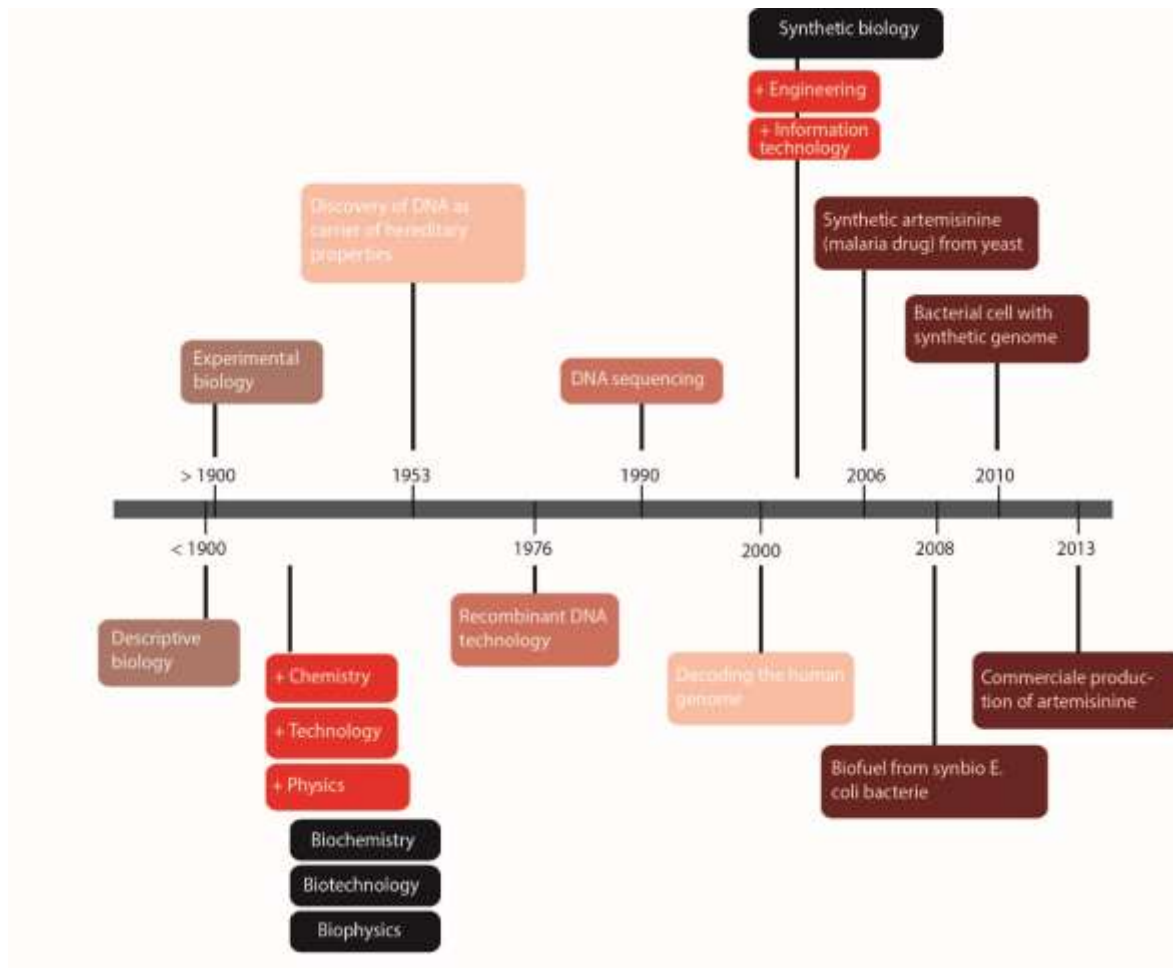 Synthetic biology
+ Engineering
+ Information
technology
Discovery of DNA as
carrier of hereditary
properties
Synthetic artemisinine
(malaria drug) from yeast
Bacterial cell with
synthetic genome
Experimental
biology
DNA sequencing
> 1900
1953
1990
2006
2010
< 1900
1976
2000
2008
2013
Descriptive
biology
Recombinant DNA
technology
+ Chemistry
+ Technology
+ Physics
Decoding the human
genome
Commerciale produc-
tion of artemisinine
Biofuel from synbio E.
coli bacterie
Biochemistry
Biotechnology
Biophysics